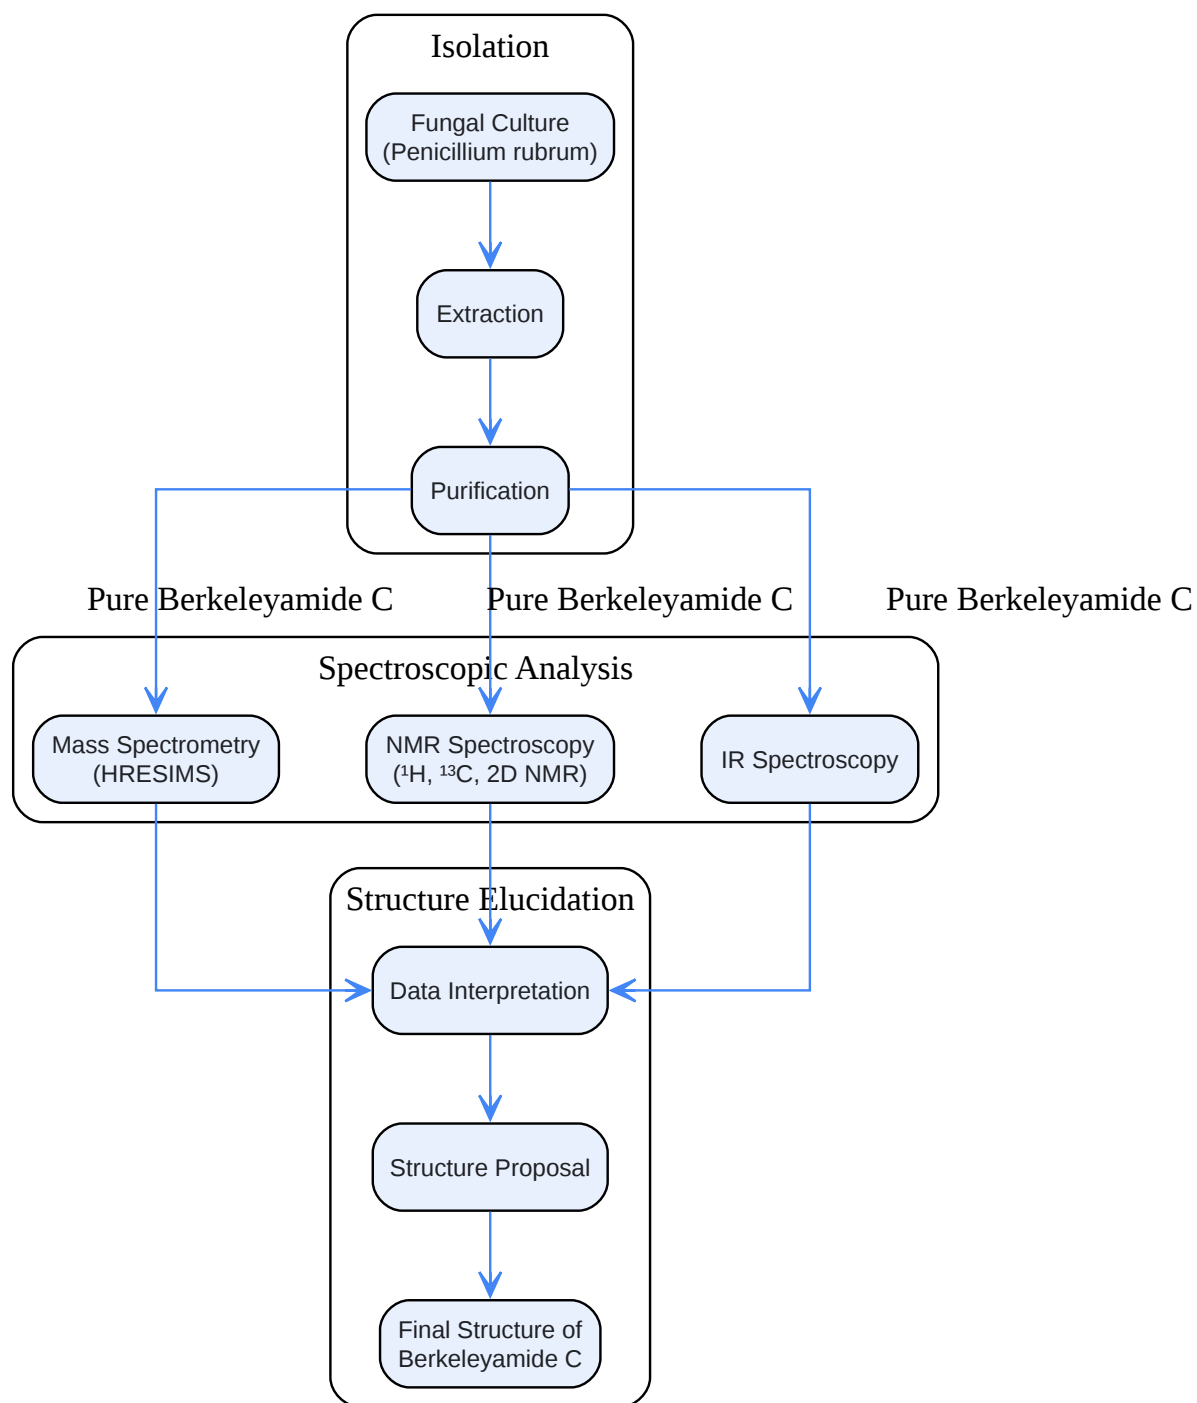 Isolation
Fungal Culture
(Penicillium rubrum)
Extraction
Purification
Pure Berkeleyamide C
Pure Berkeleyamide C
Pure Berkeleyamide C
Spectroscopic Analysis
Mass Spectrometry
(HRESIMS)
NMR Spectroscopy
(¹H, ¹³C, 2D NMR)
IR Spectroscopy
Structure Elucidation
Data Interpretation
Structure Proposal
Final Structure of
Berkeleyamide C